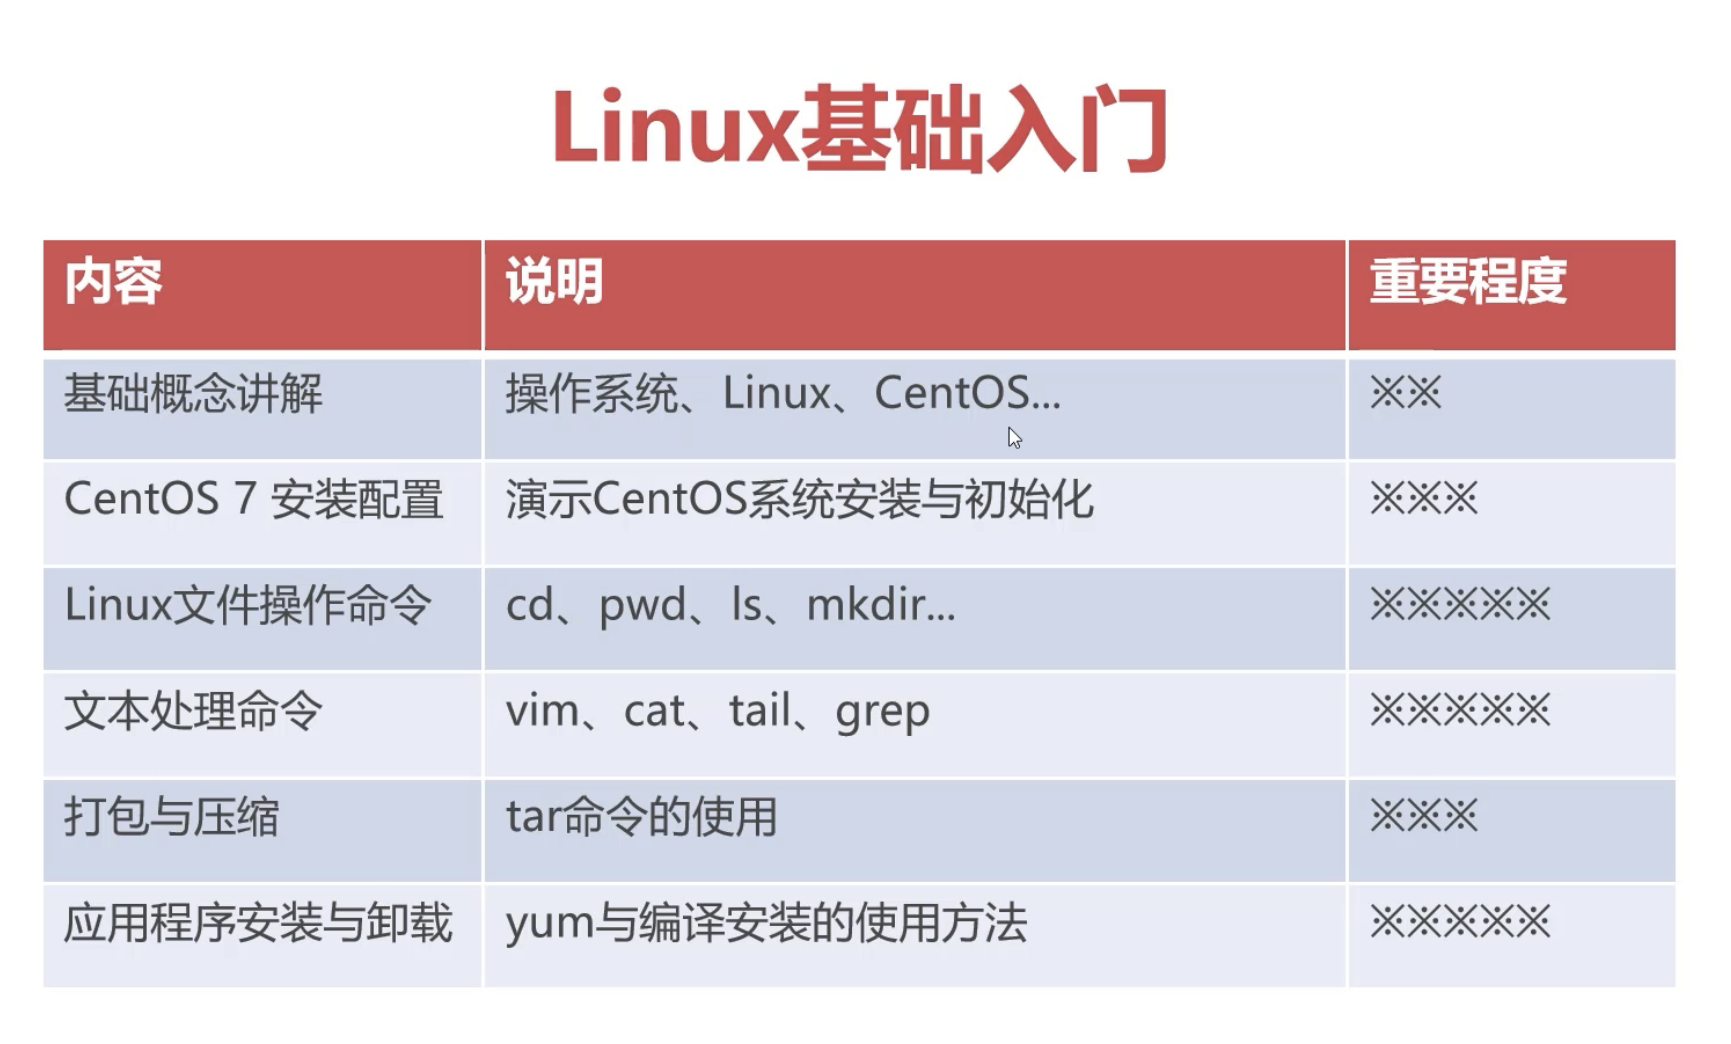 Linux基础入门
内容 说明 重要程度
基础概念讲解 操作系统、Linux、CentOS... ※※
CentOS 7 安装配置 演示CentOS系统安装与初始化 ※※※
Linux文件操作命令 cd、pwd、ls、mkdir... ※※※※※
文本处理命令 vim、cat、tail、grep ※※※※※
打包与压缩 tar命令的使用 ※※※
应用程序安装与卸载 yum与编译安装的使用方法 ※※※※※